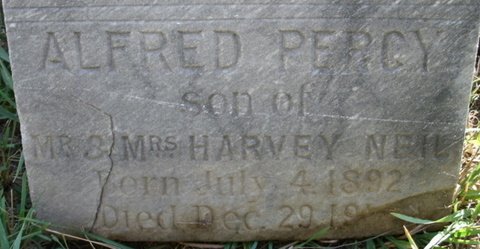 ALFRED PERCY
son of
MR & MRS HARVEY NEIL
Born July 4, 1892
Died Dec. 29,